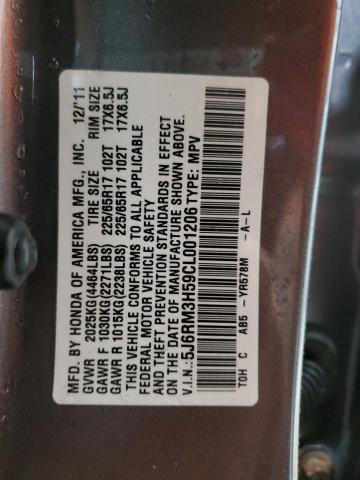 MFD. BY HONDA OF AMERICA MFG., INC. 12/'11
GVWR 2025KG(4464LBS) TIRE SIZE RIM SIZE
GAWR F 1030KG(2271LBS) 225/65R17 102T 17X6.5J
GAWR R 1015KG(2238LBS) 225/65R17 102T 17X6.5J
THIS VEHICLE CONFORMS TO ALL APPLICABLE
FEDERAL MOTOR VEHICLE SAFETY
AND THEFT PREVENTION STANDARDS IN EFFECT
ON THE DATE OF MANUFACTURE SHOWN ABOVE.
V.I.N.: 5J6RM3H59CL001206 TYPE: MPV
TOH C AB5 -YR578M -A-L